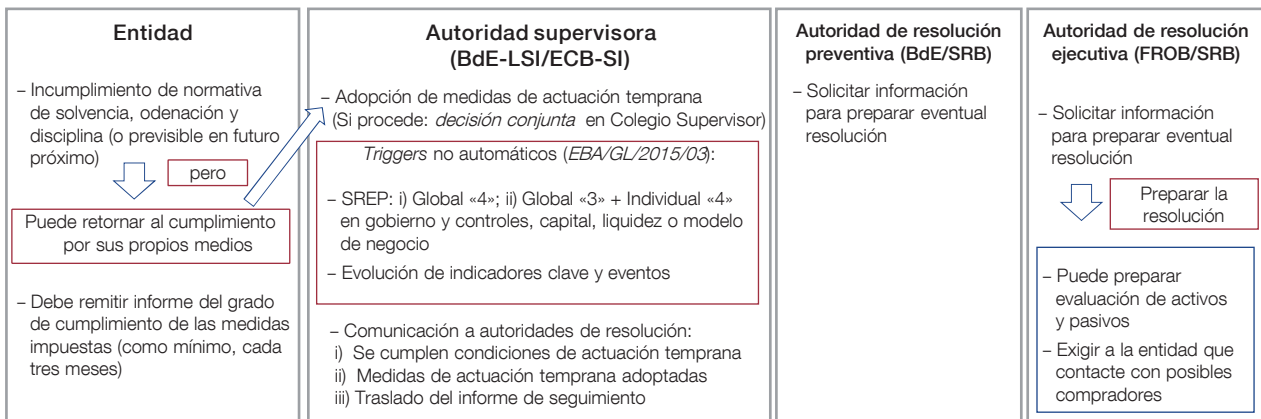 Entidad
– Incumplimiento de normativa
de solvencia, odenación y
disciplina (o previsible en futuro
próximo)
pero
Puede retornar al cumplimiento
por sus propios medios
– Debe remitir informe del grado
de cumplimiento de las medidas
impuestas (como mínimo, cada
tres meses)
Autoridad supervisora
(BdE-LSI/ECB-SI)
– Adopción de medidas de actuación temprana
(Si procede: decisión conjunta en Colegio Supervisor)
Triggers no automáticos (EBA/GL/2015/03):
– SREP: i) Global «4»; ii) Global «3» + Individual «4»
en gobierno y controles, capital, liquidez o modelo
de negocio
– Evolución de indicadores clave y eventos
– Comunicación a autoridades de resolución:
i) Se cumplen condiciones de actuación temprana
ii) Medidas de actuación temprana adoptadas
iii) Traslado del informe de seguimiento
Autoridad de resolución
preventiva (BdE/SRB)
– Solicitar información
para preparar eventual
resolución
Autoridad de resolución
ejecutiva (FROB/SRB)
– Solicitar información
para preparar eventual
resolución
Preparar la
resolución
– Puede preparar
evaluación de activos
y pasivos
– Exigir a la entidad que
contacte con posibles
compradores